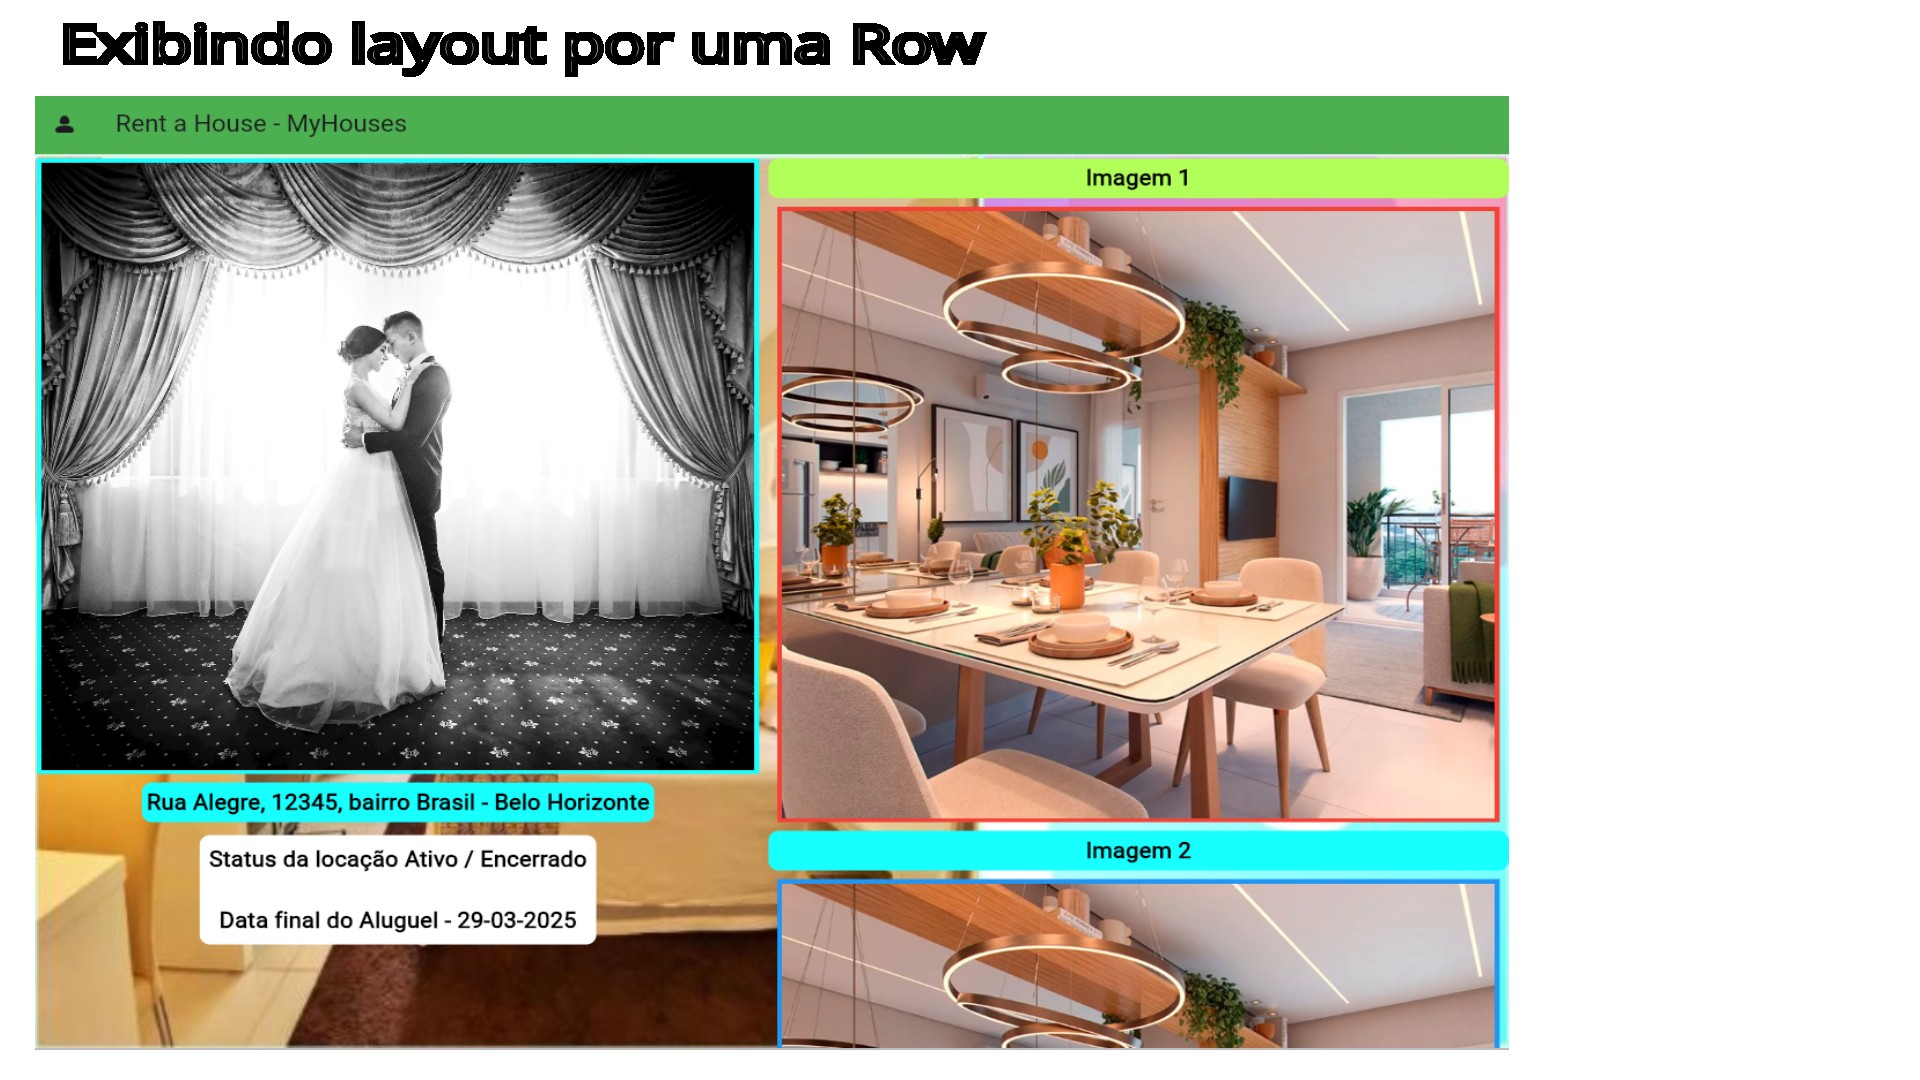 Exibindo layout por uma Row
Rent a House - MyHouses
Rua Alegre, 12345, bairro Brasil - Belo Horizonte
Status da locação Ativo / Encerrado
Data final do Aluguel - 29-03-2025
Imagem 1
Imagem 2